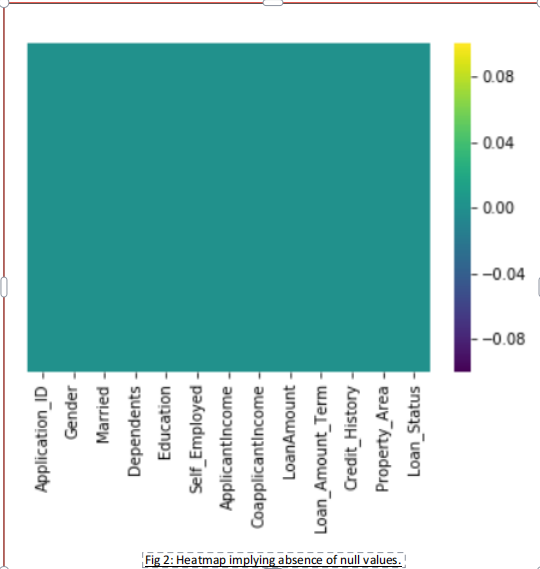 0.08
0.04
0.00
−0.04
−0.08
Application_ID
Gender
Married
Dependents
Education
Self_Employed
ApplicantIncome
CoapplicantIncome
LoanAmount
Loan_Amount_Term
Credit_History
Property_Area
Loan_Status
Fig 2: Heatmap implying absence of null values.